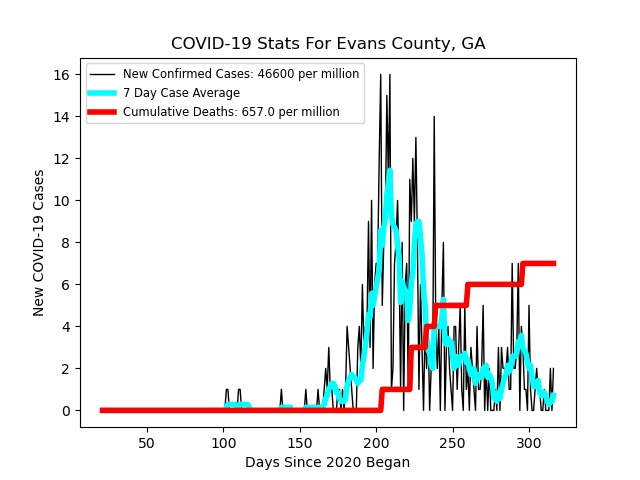 COVID-19 Stats For Evans County, GA
New Confirmed Cases: 46600 per million
7 Day Case Average
Cumulative Deaths: 657.0 per million
New COVID-19 Cases
16
14
12
10
8
6
4
2
0
50 100 150 200 250 300
Days Since 2020 Began